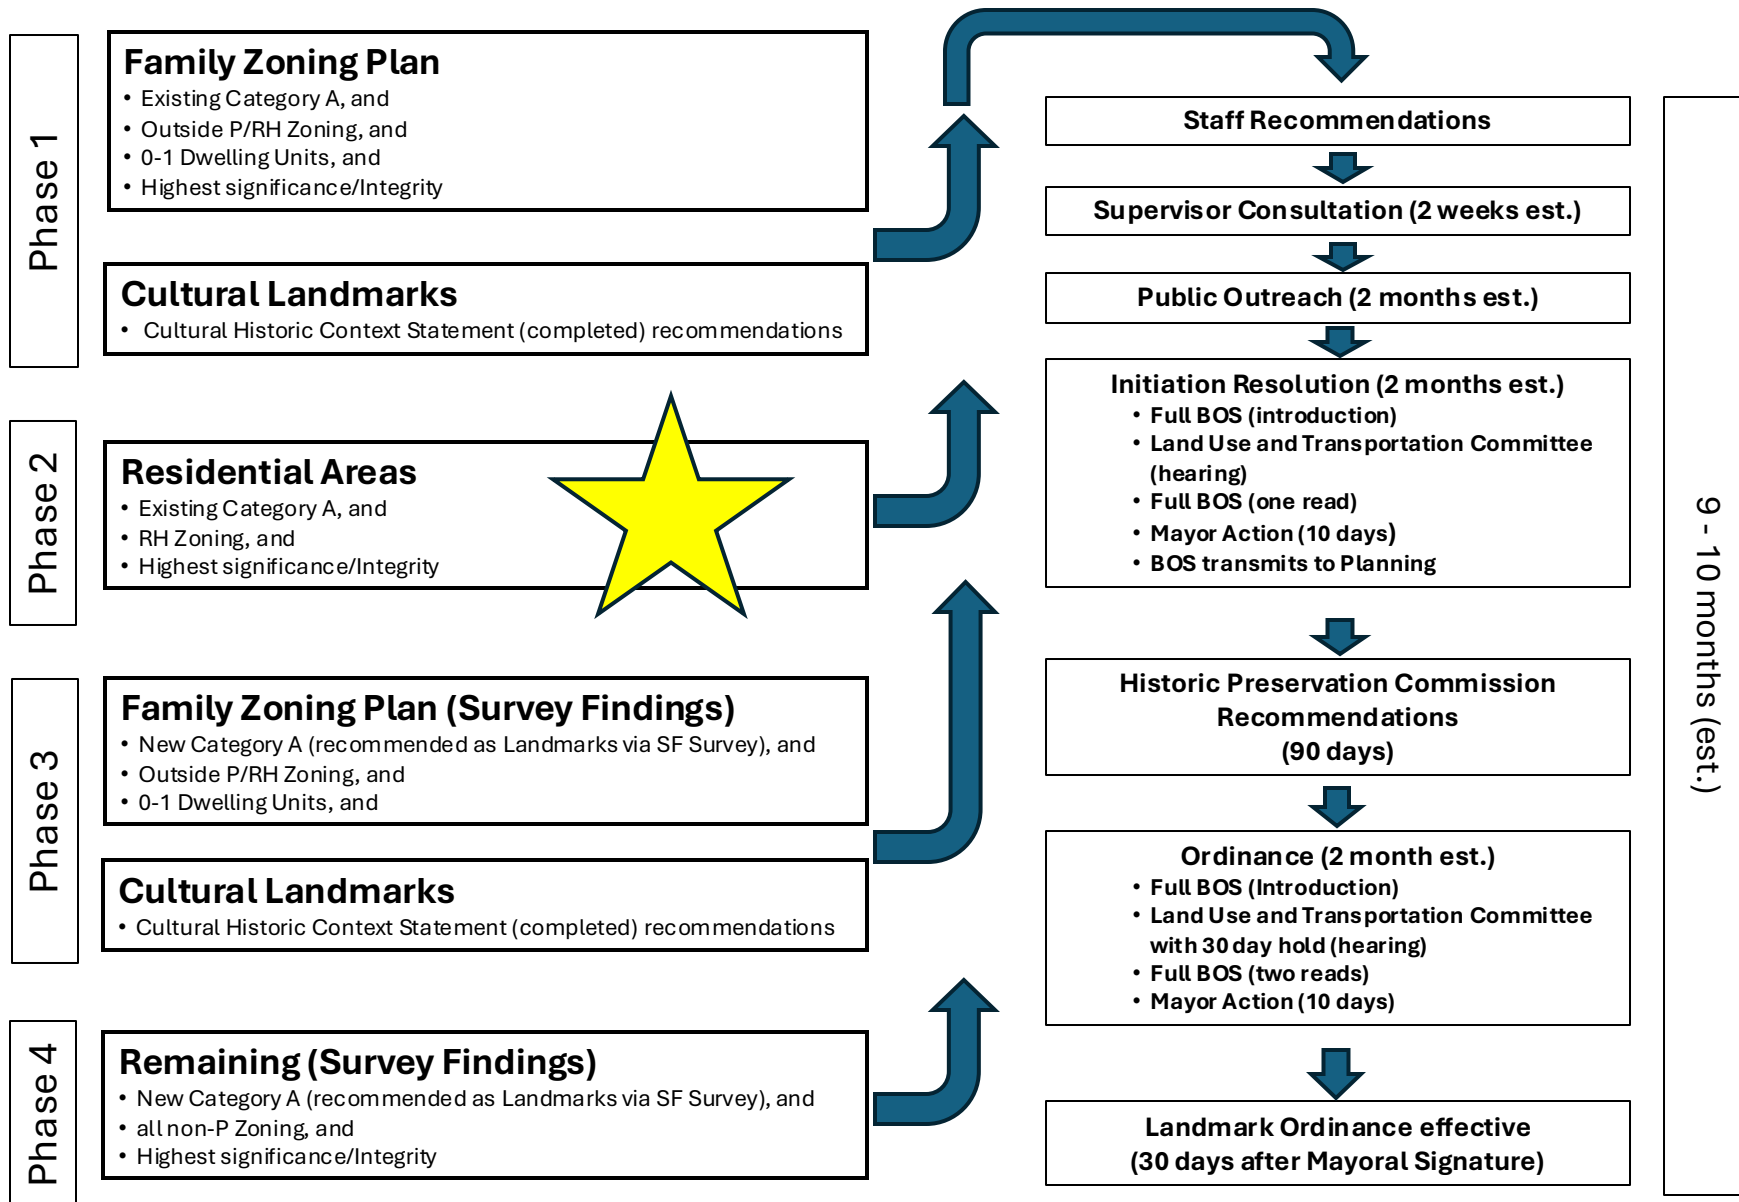 Phase 1
Family Zoning Plan
• Existing Category A, and
• Outside P/RH Zoning, and
• 0-1 Dwelling Units, and
• Highest significance/Integrity
Cultural Landmarks
• Cultural Historic Context Statement (completed) recommendations
Phase 2
Residential Areas
• Existing Category A, and
• RH Zoning, and
• Highest significance/Integrity
Phase 3
Family Zoning Plan (Survey Findings)
• New Category A (recommended as Landmarks via SF Survey), and
• Outside P/RH Zoning, and
• 0-1 Dwelling Units, and
Cultural Landmarks
• Cultural Historic Context Statement (completed) recommendations
Phase 4
Remaining (Survey Findings)
• New Category A (recommended as Landmarks via SF Survey), and
• all non-P Zoning, and
• Highest significance/Integrity
Staff Recommendations
Supervisor Consultation (2 weeks est.)
Public Outreach (2 months est.)
Initiation Resolution (2 months est.)
• Full BOS (introduction)
• Land Use and Transportation Committee
(hearing)
• Full BOS (one read)
• Mayor Action (10 days)
• BOS transmits to Planning
Historic Preservation Commission
Recommendations
(90 days)
Ordinance (2 month est.)
• Full BOS (Introduction)
• Land Use and Transportation Committee
with 30 day hold (hearing)
• Full BOS (two reads)
• Mayor Action (10 days)
Landmark Ordinance effective
(30 days after Mayoral Signature)
9 - 10 months (est.)